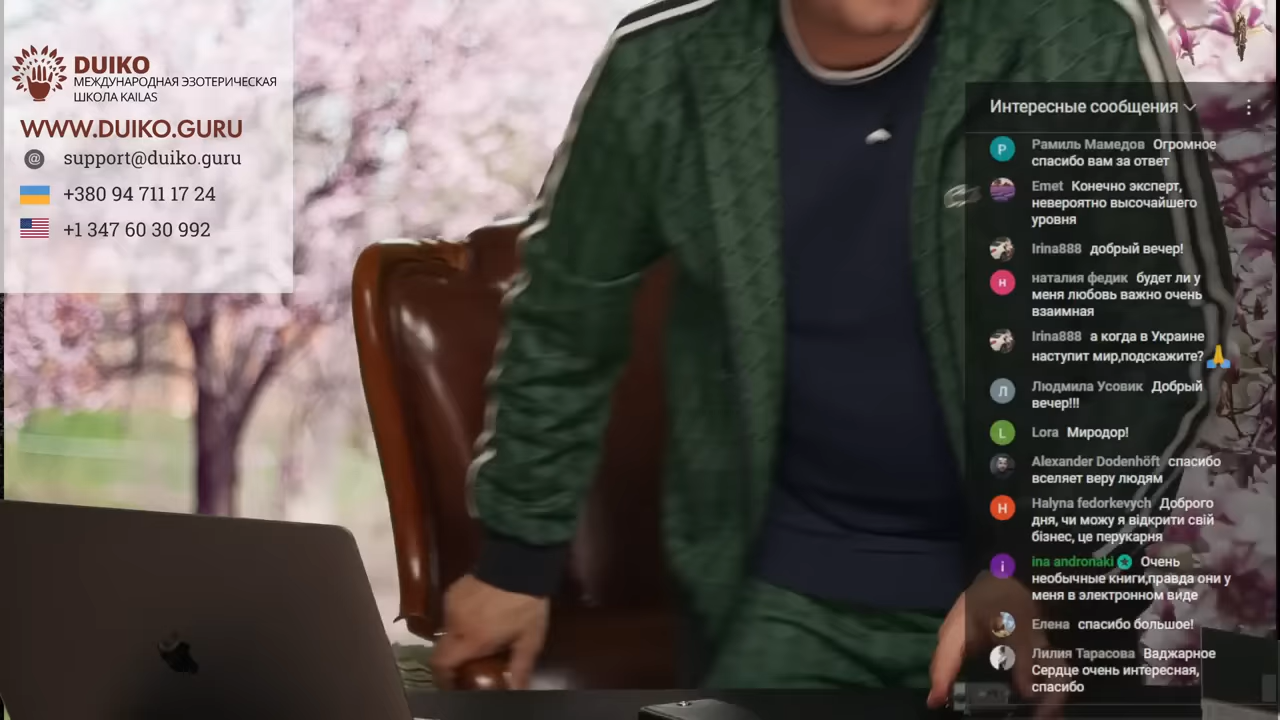 DUIKO
МЕЖДУНАРОДНАЯ ЭЗОТЕРИЧЕСКАЯ
ШКОЛА KAILAS
WWW.DUIKO.GURU
@ support@duiko.guru
+380 94 711 17 24
+1 347 60 30 992
Интересные сообщения
Р Рамиль Мамедов Огромное
спасибо вам за ответ
Emet Конечно эксперт,
невероятно высочайшего
уровня
Irina888 добрый вечер!
н наталия федик будет ли у
меня любовь важно очень
взаимная
Irina888 а когда в Украине
наступит мир,подскажите?🙏
Л Людмила Усовик Добрый
вечер!!!
L Lora Миродор!
Alexander Dodenhöft спасибо
вселяет веру людям
H Halyna fedorkevych Доброго
дня, чи можу я відкрити свій
бізнес, це перукарня
i ina andronaki Очень
необычные книги,правда они у
меня в электронном виде
Елена спасибо большое!
Лилия Тарасова Ваджарное
Сердце очень интересная,
спасибо